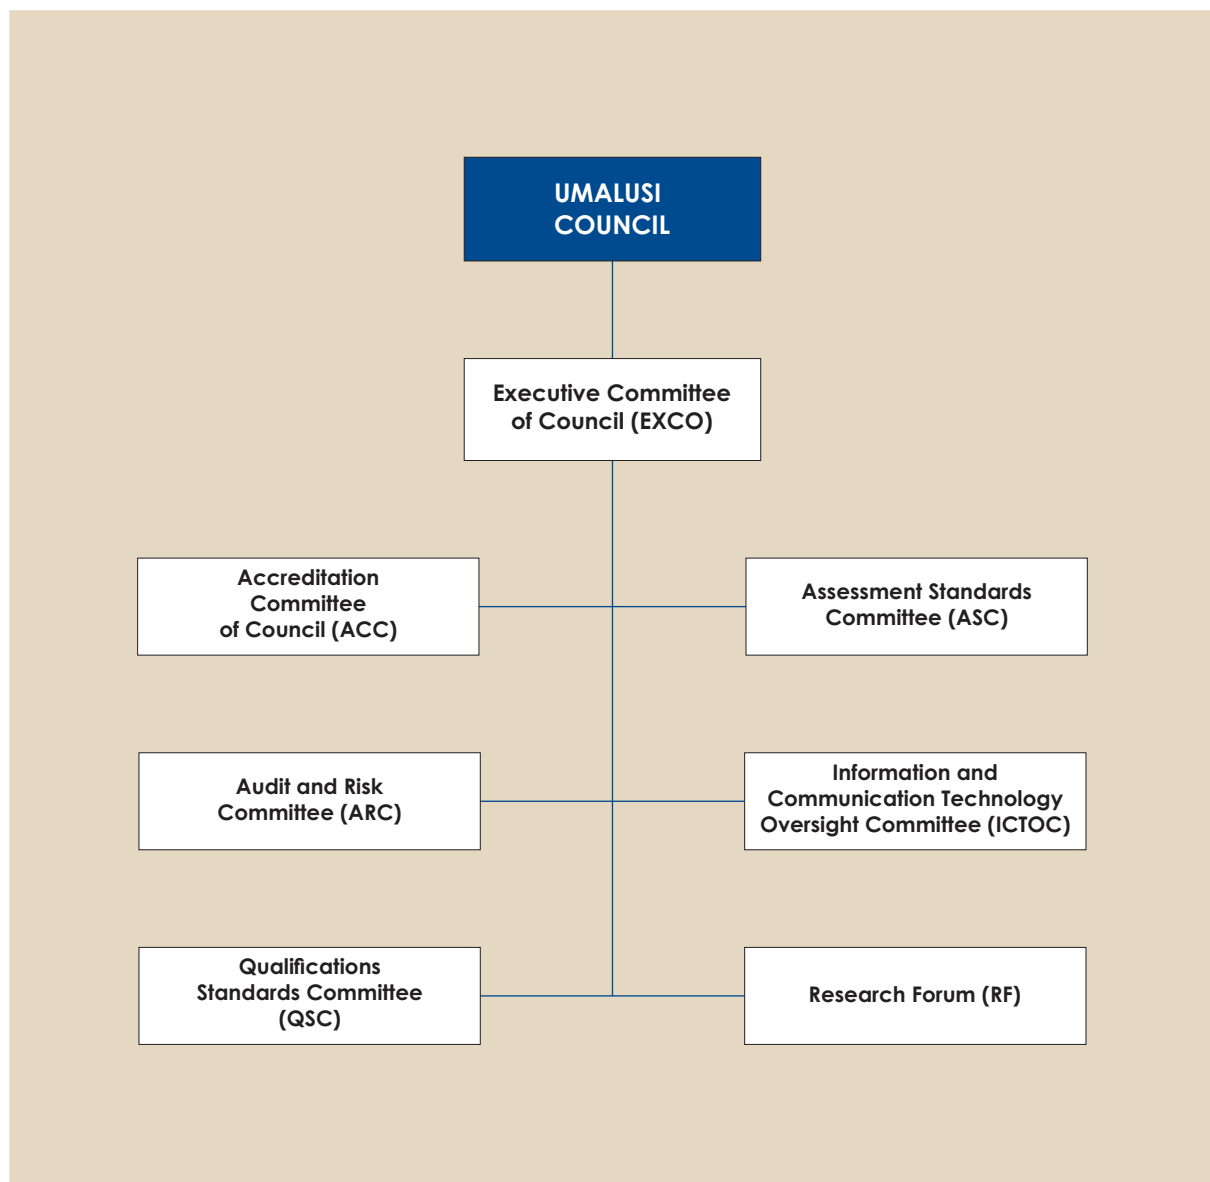 UMALUSI
COUNCIL
Executive Committee
of Council (EXCO)
Accreditation
Committee
of Council (ACC)
Assessment Standards
Committee (ASC)
Audit and Risk
Committee (ARC)
Information and
Communication Technology
Oversight Committee (ICTOC)
Qualifications
Standards Committee
(QSC)
Research Forum (RF)